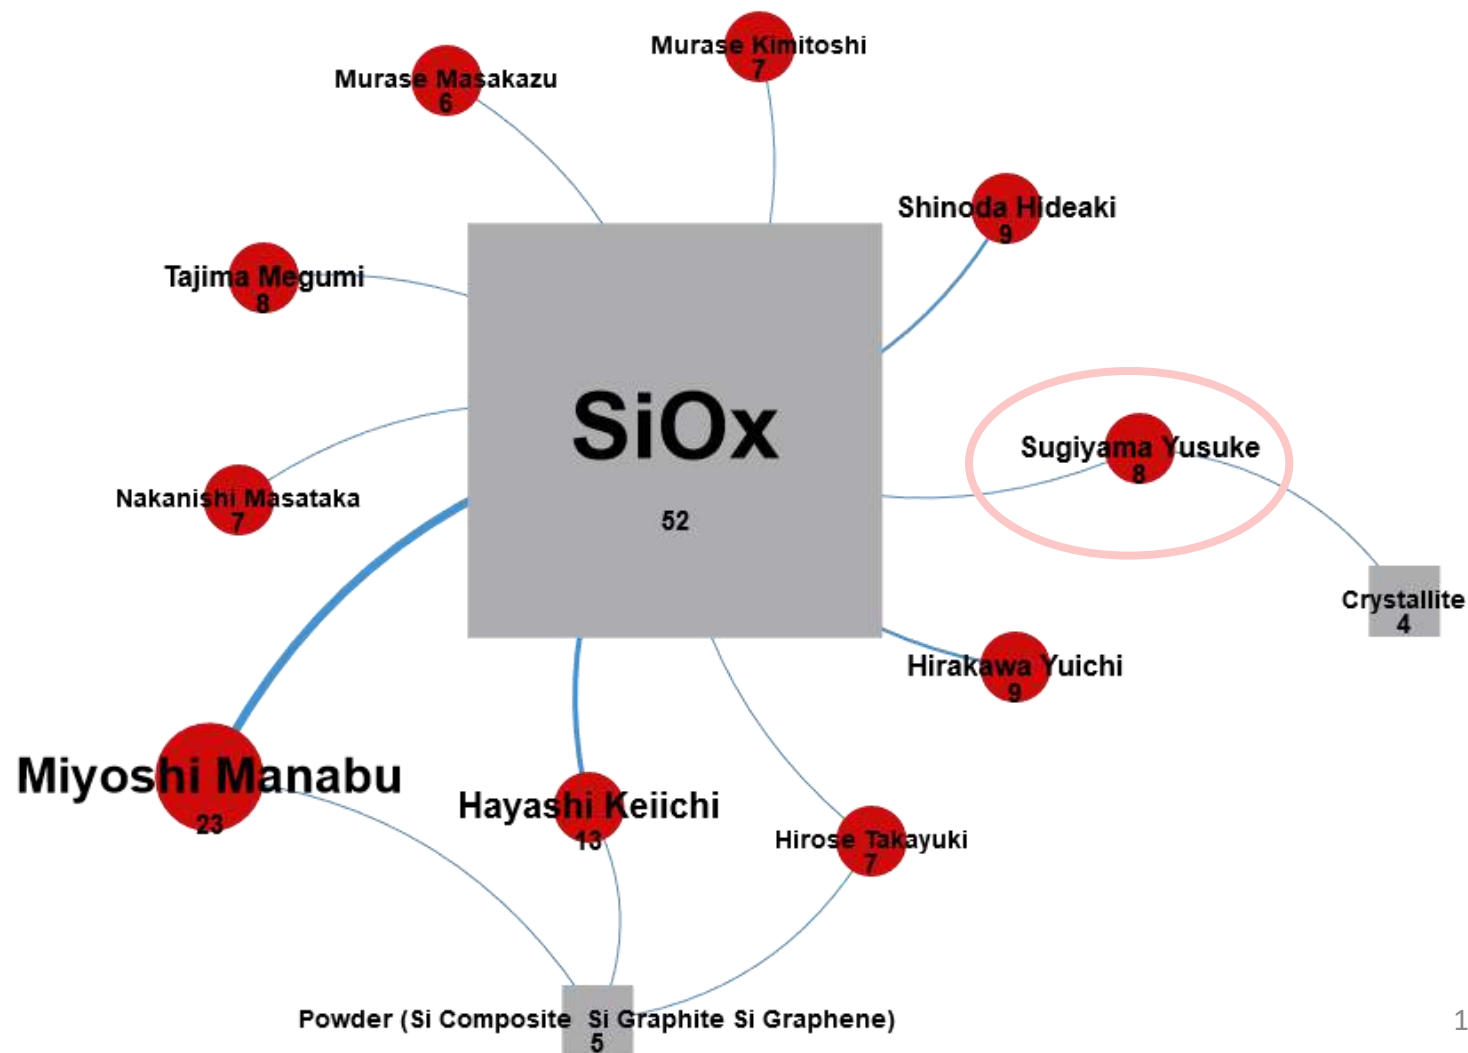 Murase Kimitoshi
7
Murase Masakazu
6
Shinoda Hideaki
9
Tajima Megumi
8
SiOx
52
Sugiyama Yusuke
8
Nakanishi Masataka
7
Crystallite
4
Hirakawa Yuichi
9
Miyoshi Manabu
23
Hayashi Keiichi
13
Hirose Takayuki
7
Powder (Si Composite  Si Graphite Si Graphene)
5
1